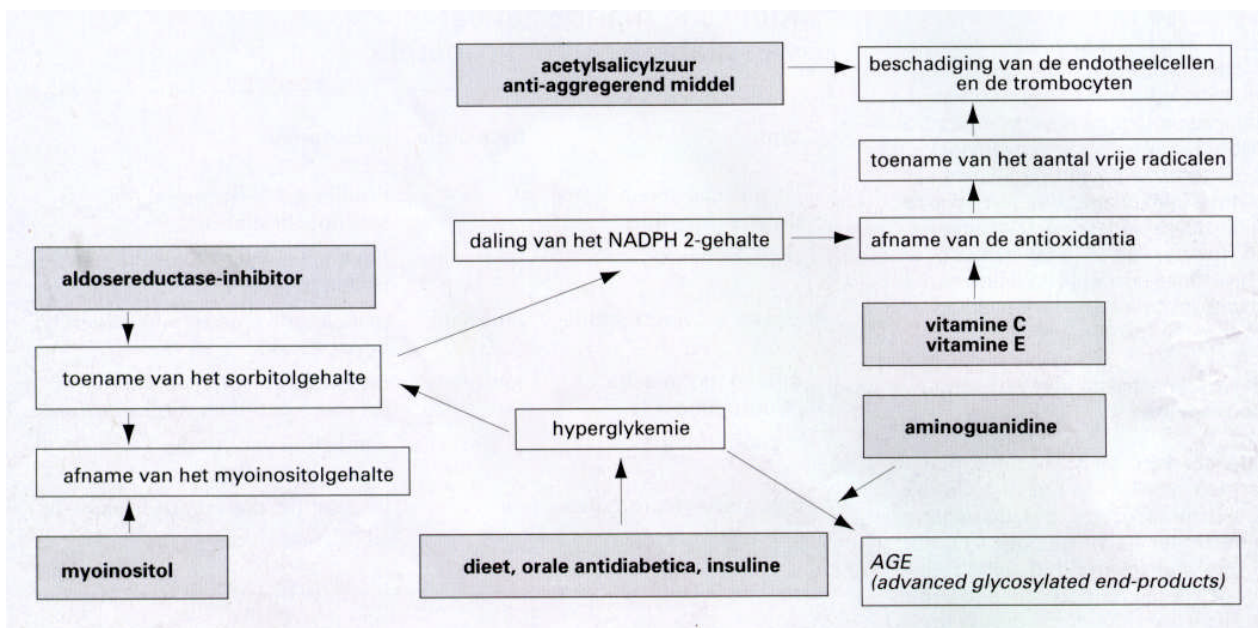 acetylsalicylzuur
anti-aggregerend middel
beschadiging van de endotheelcellen
en de trombocyten
toename van het aantal vrije radicalen
daling van het NADPH 2-gehalte
afname van de antioxidantia
aldosereductase-inhibitor
vitamine C
vitamine E
toename van het sorbitolgehalte
hyperglykemie
aminoguanidine
afname van het myoinositolgehalte
myoinositol
dieet, orale antidiabetica, insuline
AGE
(advanced glycosylated end-products)